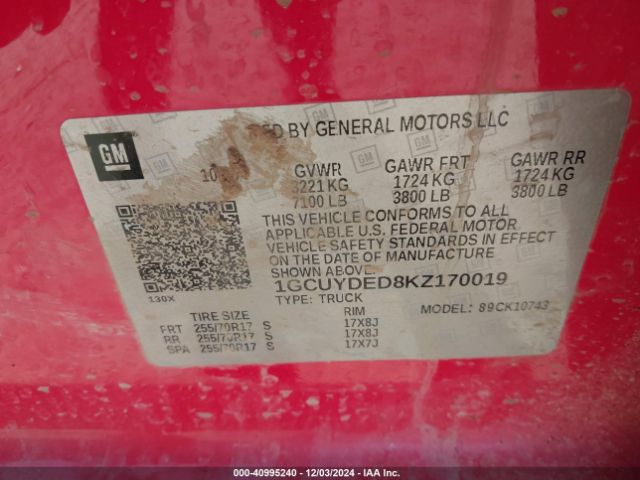 GM
ED BY GENERAL MOTORS LLC
10
GVWR GAWR FRT GAWR RR
3221 KG 1724 KG 1724 KG
7100 LB 3800 LB 3800 LB
THIS VEHICLE CONFORMS TO ALL
APPLICABLE U.S. FEDERAL MOTOR
VEHICLE SAFETY STANDARDS IN EFFECT
ON THE DATE OF MANUFACTURE
SHOWN ABOVE.
1GCUYDED8KZ170019
130X
TYPE: TRUCK MODEL: 89CK10743
TIRE SIZE RIM
FRT 255/70R17 S 17X8J
RR 255/70R17 S 17X8J
SPA 255/70R17 S 17X7J
000-40995240 - 12/03/2024 - IAA Inc.